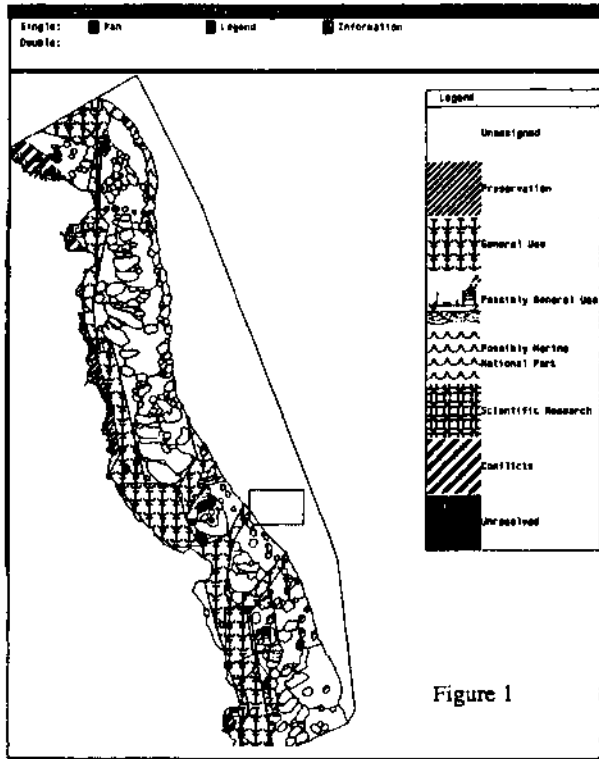 Single: Pan Legend Information
Double:
Legend
Unassigned
Preservation
General Use
Possibly General Use
Possibly Marine
National Park
Scientific Research
Conflicts
Unresolved
Figure 1